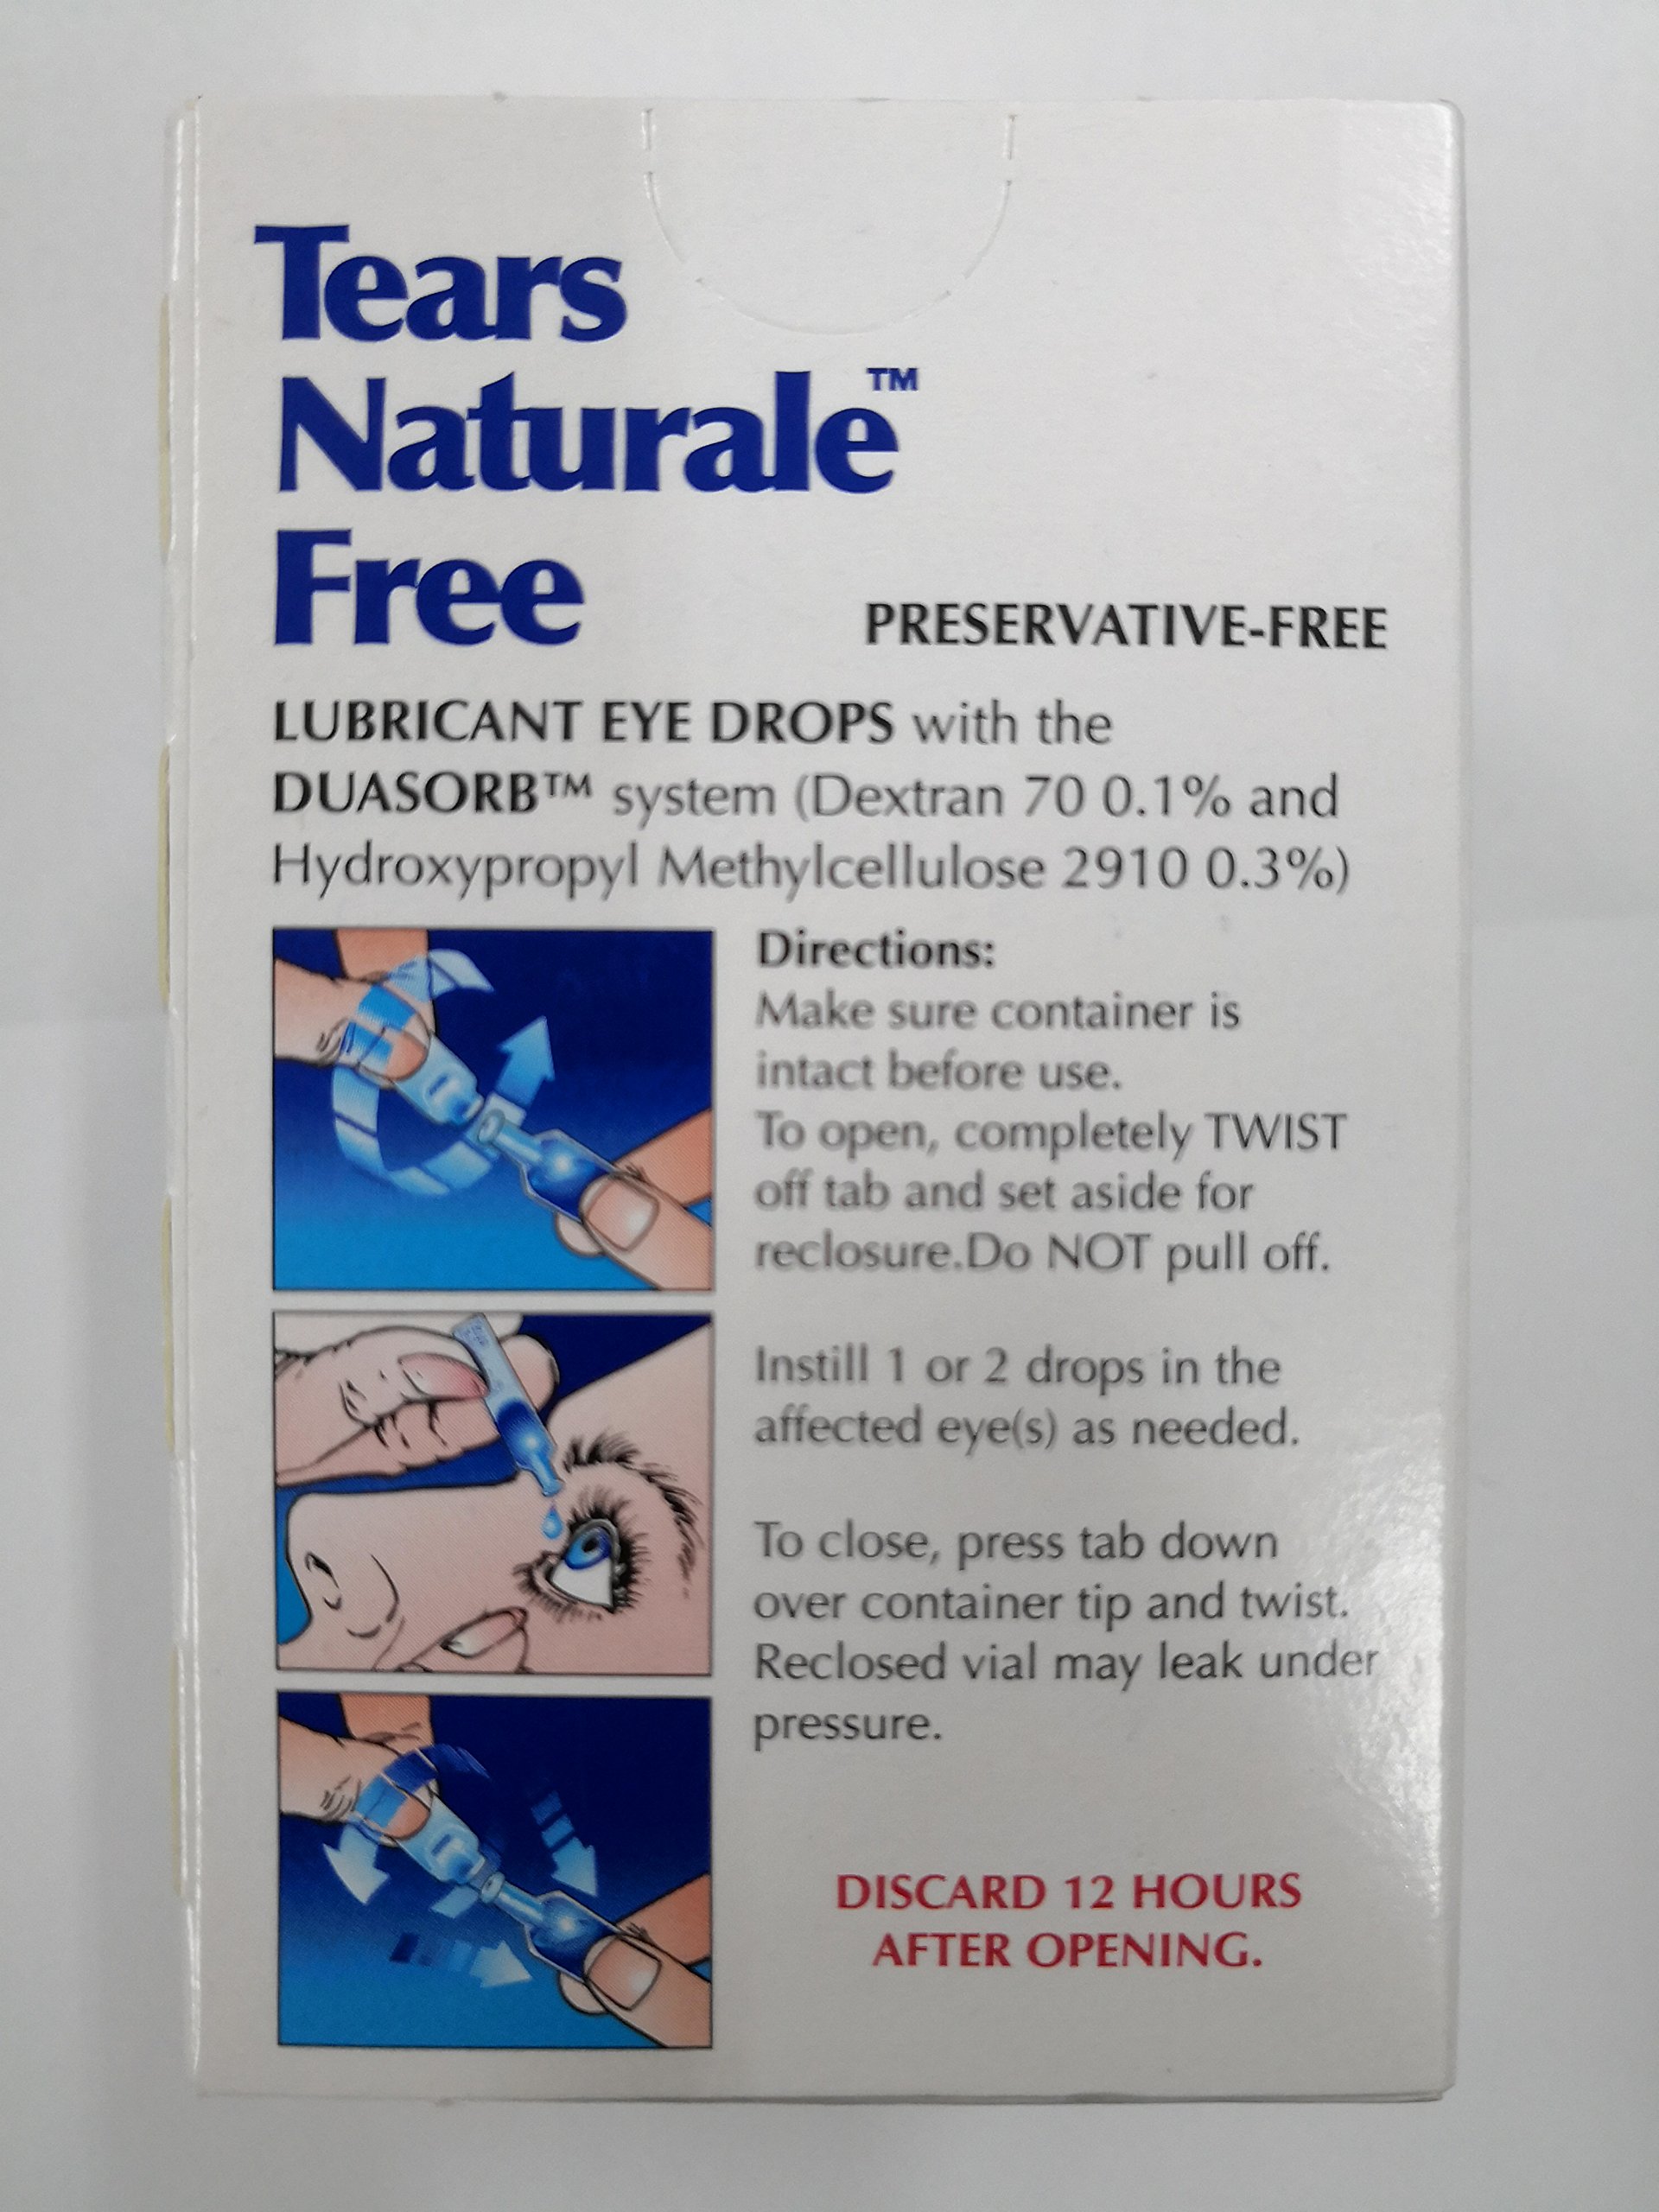 Tears
Naturale™
Free
PRESERVATIVE-FREE
LUBRICANT EYE DROPS with the
DUASORB™ system (Dextran 70 0.1% and
Hydroxypropyl Methylcellulose 2910 0.3%)
Directions:
Make sure container is
intact before use.
To open, completely TWIST
off tab and set aside for
reclosure.Do NOT pull off.
Instill 1 or 2 drops in the
affected eye(s) as needed.
To close, press tab down
over container tip and twist.
Reclosed vial may leak under
pressure.
DISCARD 12 HOURS
AFTER OPENING.